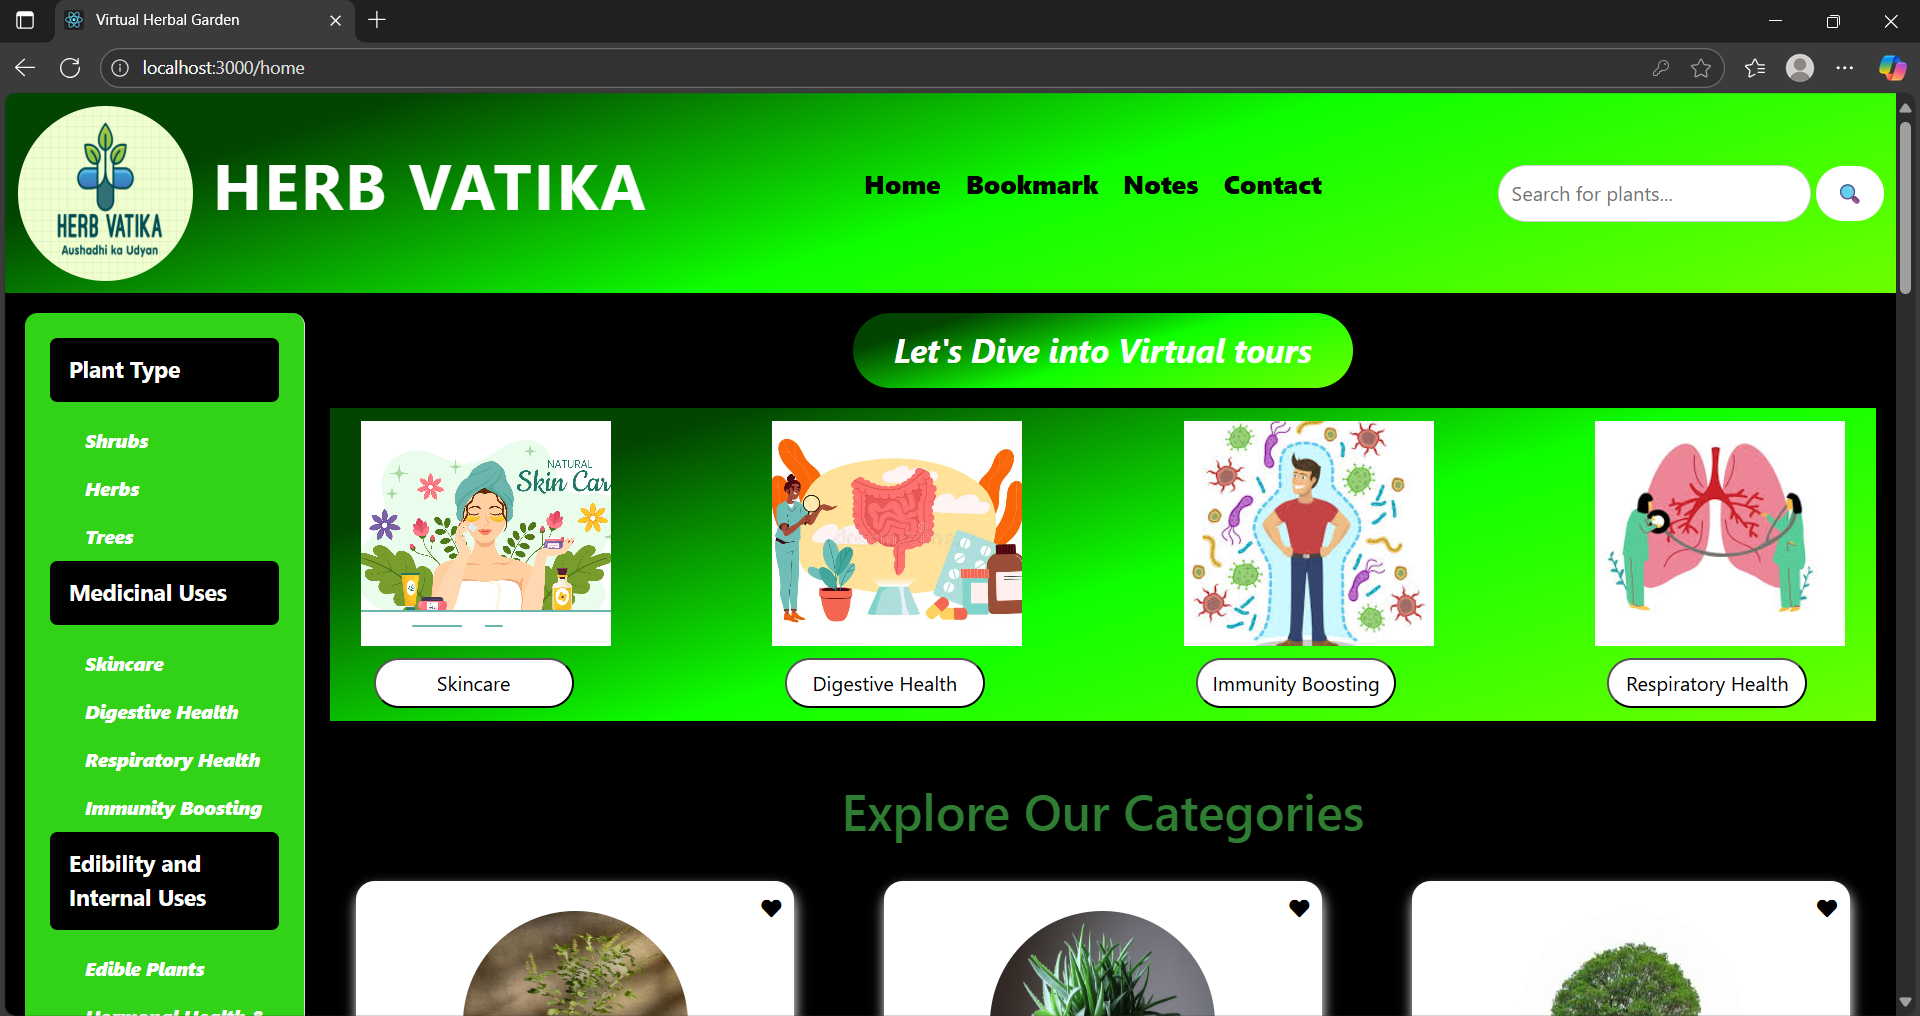 Virtual Herbal Garden
localhost:3000/home
HERB VATIKA
Aushadhi ka Udyan
HERB VATIKA
Home Bookmark Notes Contact
Search for plants...
Plant Type
Shrubs
Herbs
Trees
Medicinal Uses
Skincare
Digestive Health
Respiratory Health
Immunity Boosting
Edibility and
Internal Uses
Edible Plants
Hormonal Health &
Let's Dive into Virtual tours
NATURAL
Skin Car
Skincare
Digestive Health
Immunity Boosting
Respiratory Health
Explore Our Categories